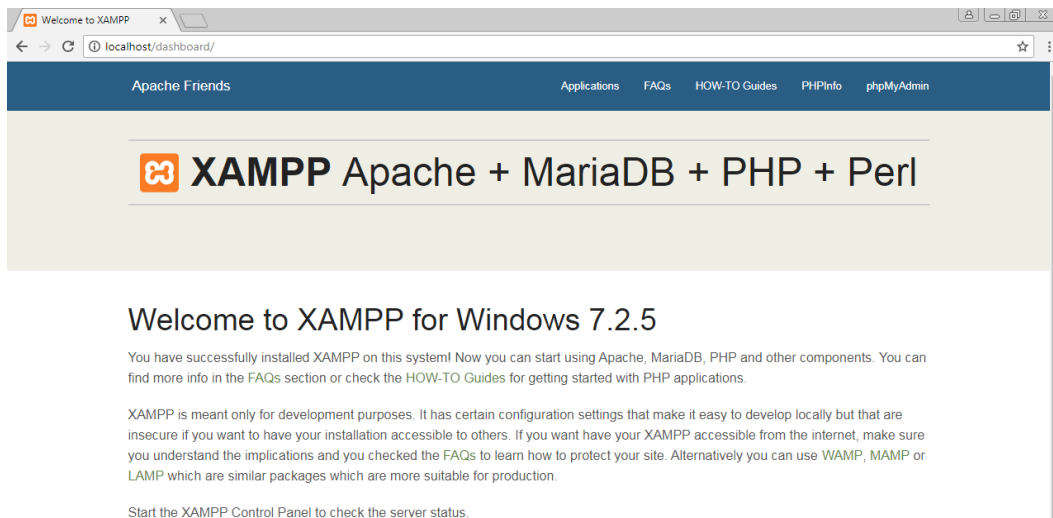 Welcome to XAMPP
localhost/dashboard/
Apache Friends
Applications FAQs HOW-TO Guides PHPInfo phpMyAdmin
XAMPP Apache + MariaDB + PHP + Perl
Welcome to XAMPP for Windows 7.2.5
You have successfully installed XAMPP on this system! Now you can start using Apache, MariaDB, PHP and other components. You can
find more info in the FAQs section or check the HOW-TO Guides for getting started with PHP applications.
XAMPP is meant only for development purposes. It has certain configuration settings that make it easy to develop locally but that are
insecure if you want to have your installation accessible to others. If you want have your XAMPP accessible from the internet, make sure
you understand the implications and you checked the FAQs to learn how to protect your site. Alternatively you can use WAMP, MAMP or
LAMP which are similar packages which are more suitable for production.
Start the XAMPP Control Panel to check the server status.